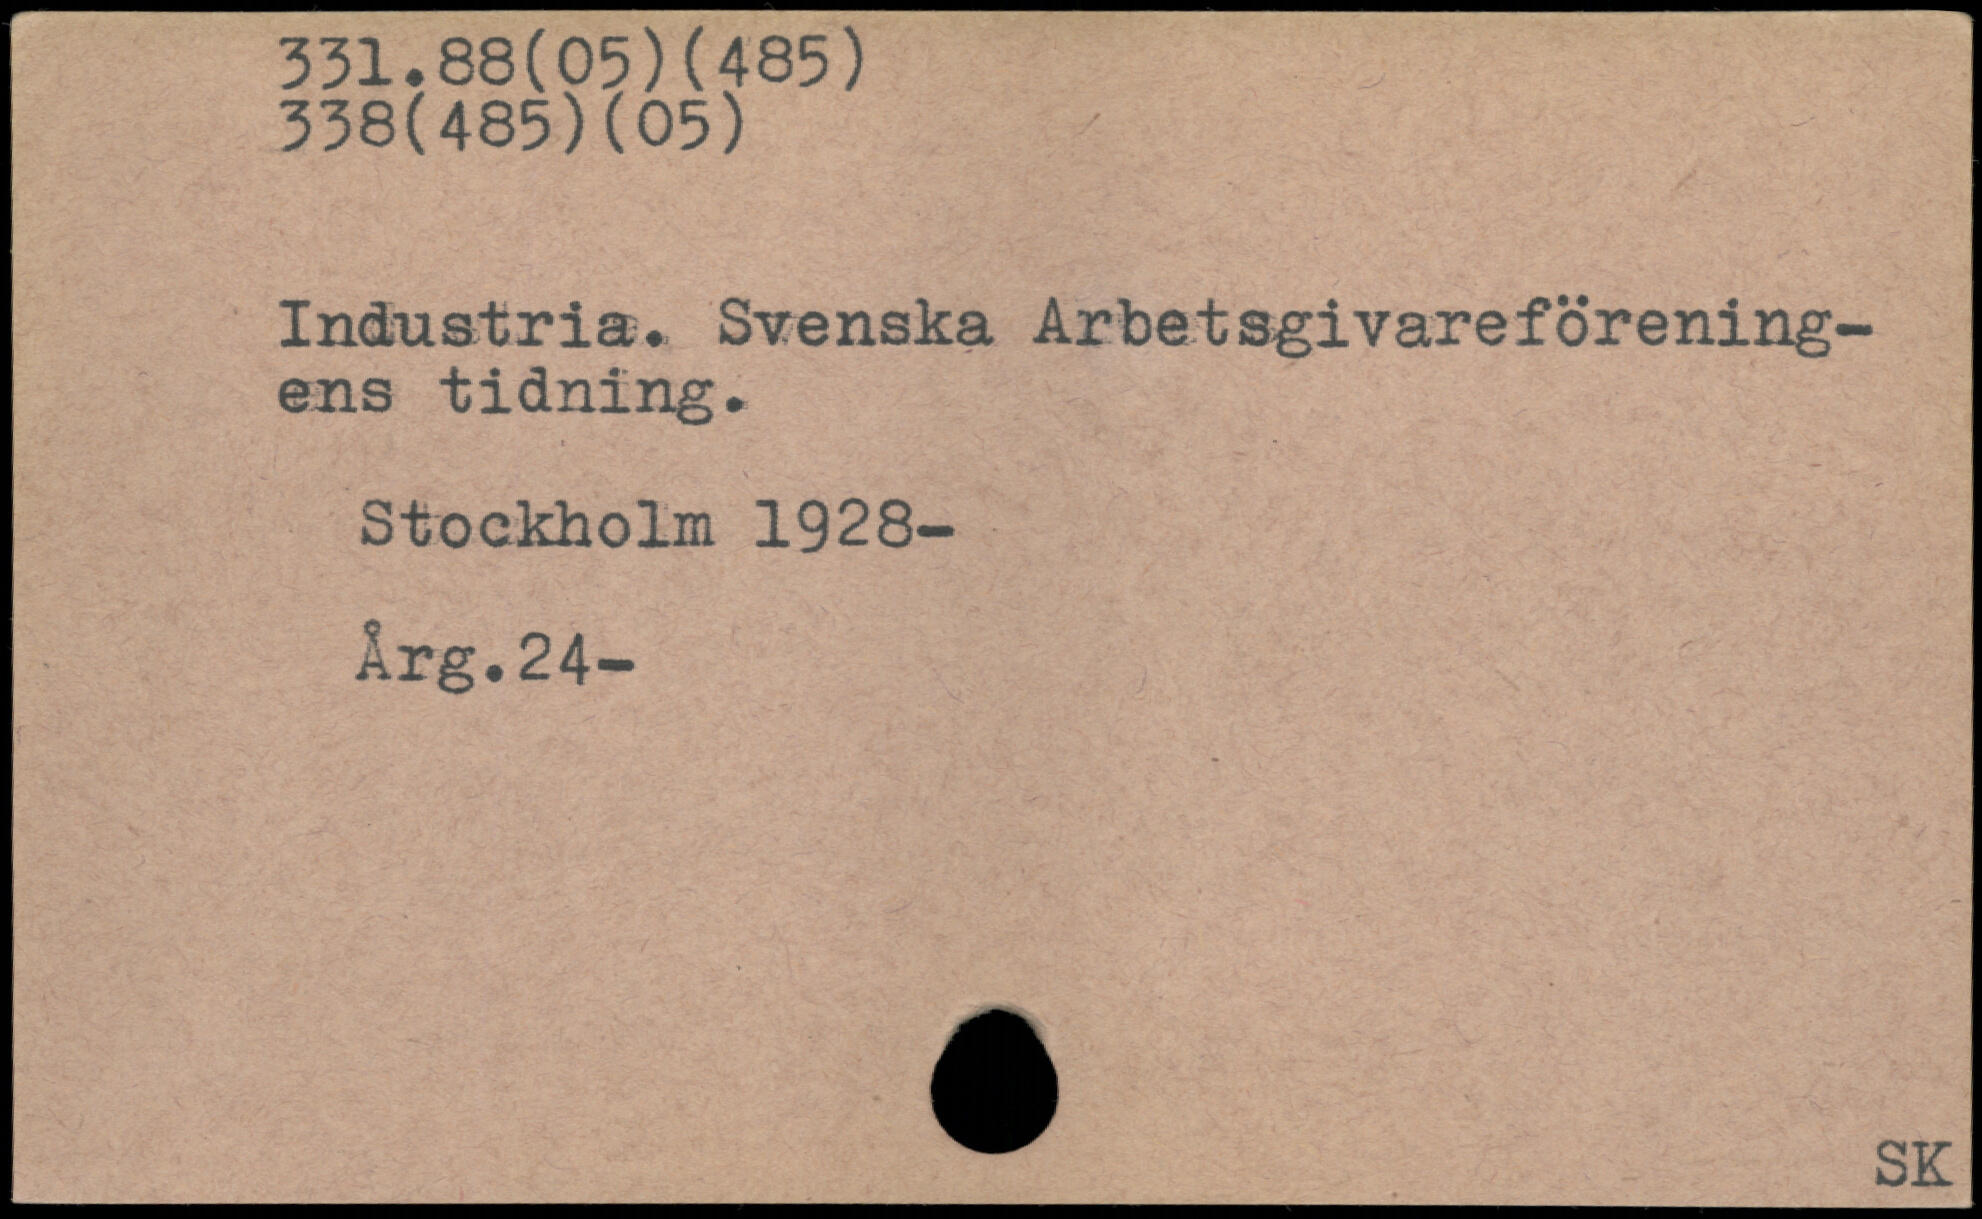 331.88(05)(485)
338(485)(05)
Industria. Svenska Arbetsgivareförening-
ens tidning.
Stockholm 1928-
Årg.24-
SK